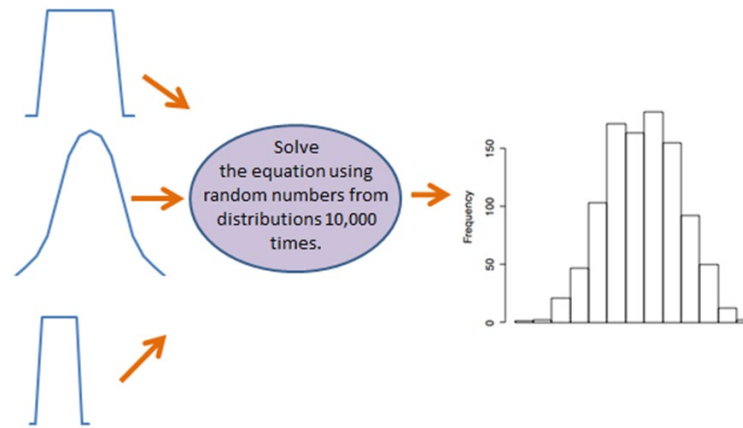 Solve
the equation using
random numbers from
distributions 10,000
times.
Frequency
150
100
50
0